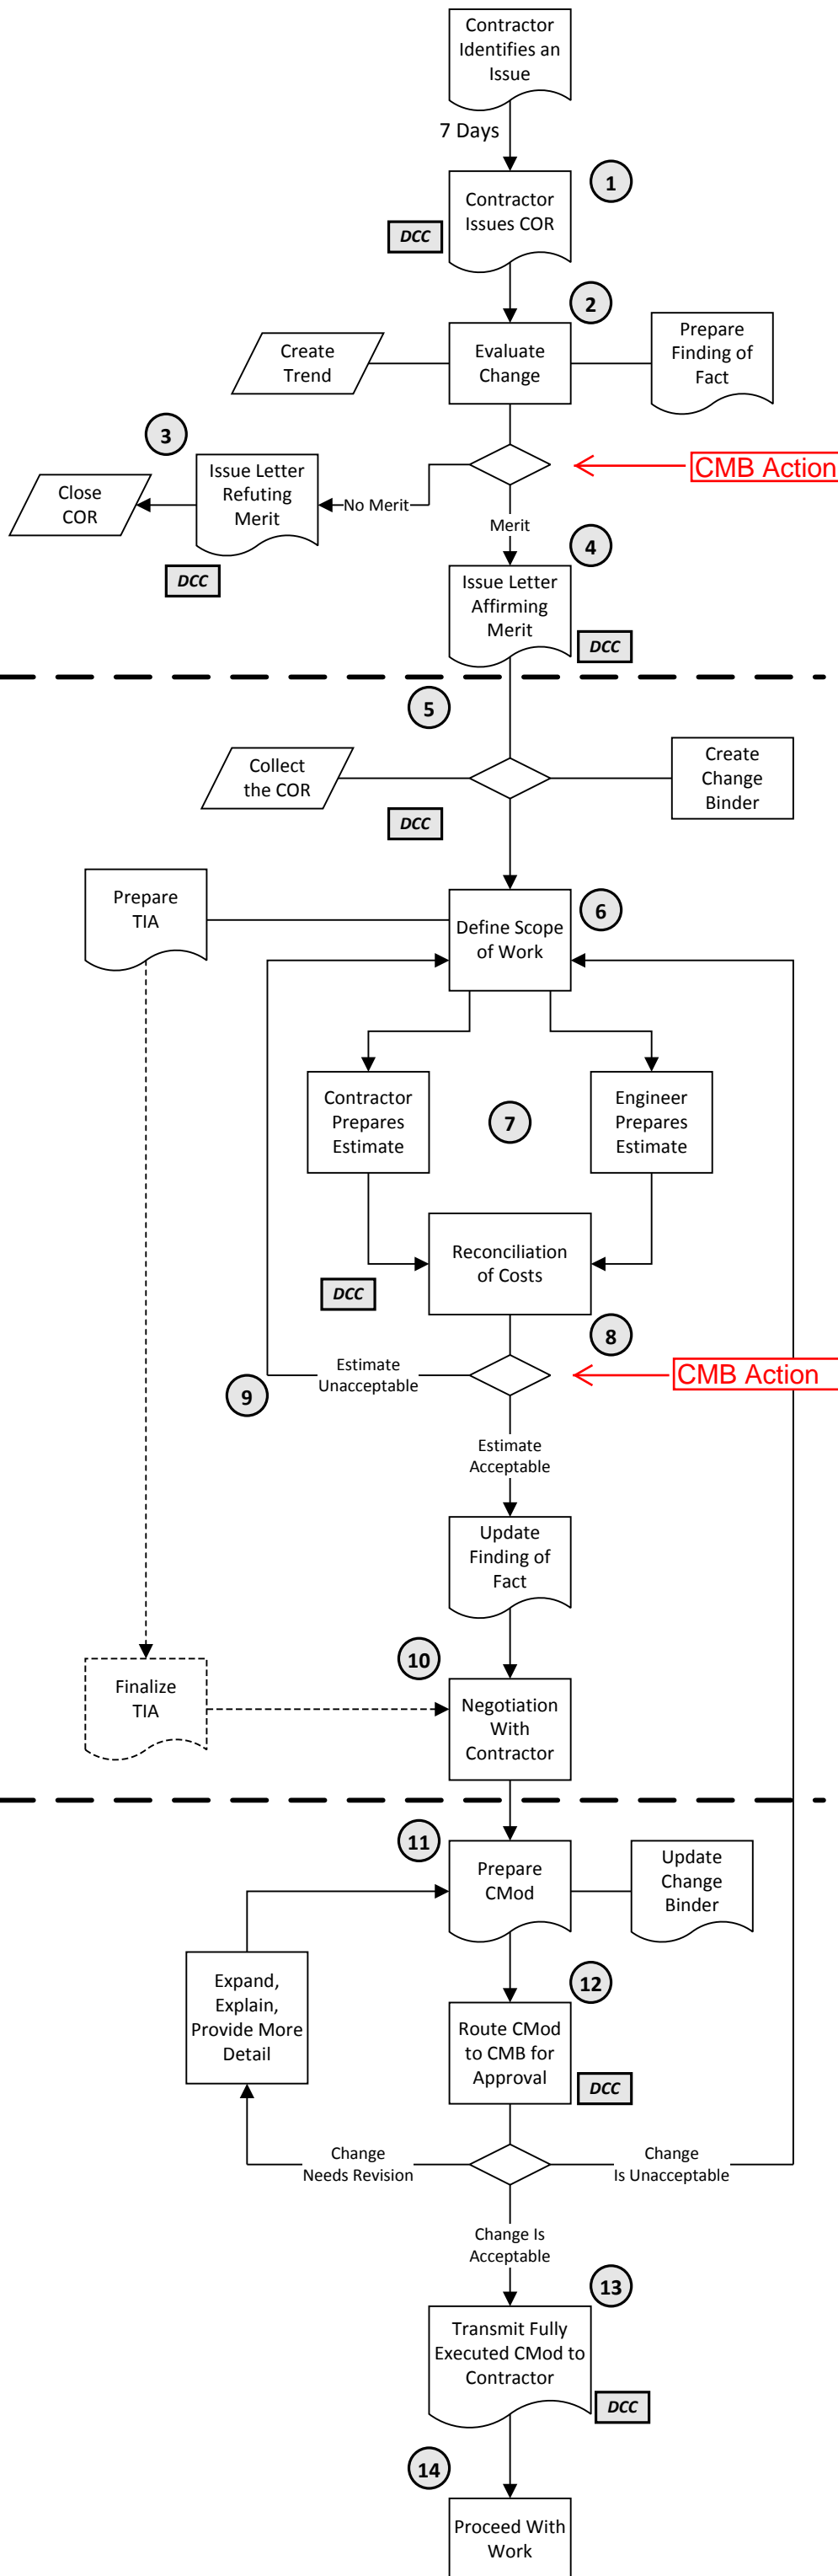 Contractor
Identifies an
Issue
7 Days
1
Contractor
Issues COR
DCC
2
Create
Trend
Evaluate
Change
Prepare
Finding of
Fact
3
CMB Action
Close
COR
Issue Letter
Refuting
Merit
No Merit
Merit
4
DCC
Issue Letter
Affirming
Merit
DCC
5
Collect
the COR
Create
Change
Binder
DCC
Prepare
TIA
Define Scope
of Work
6
Contractor
Prepares
Estimate
7
Engineer
Prepares
Estimate
Reconciliation
of Costs
DCC
8
Estimate
Unacceptable
CMB Action
9
Estimate
Acceptable
Update
Finding of
Fact
10
Finalize
TIA
Negotiation
With
Contractor
11
Prepare
CMod
Update
Change
Binder
Expand,
Explain,
Provide More
Detail
12
Route CMod
to CMB for
Approval
DCC
Change
Needs Revision
Change
Is Unacceptable
Change Is
Acceptable
13
Transmit Fully
Executed CMod to
Contractor
DCC
14
Proceed With
Work